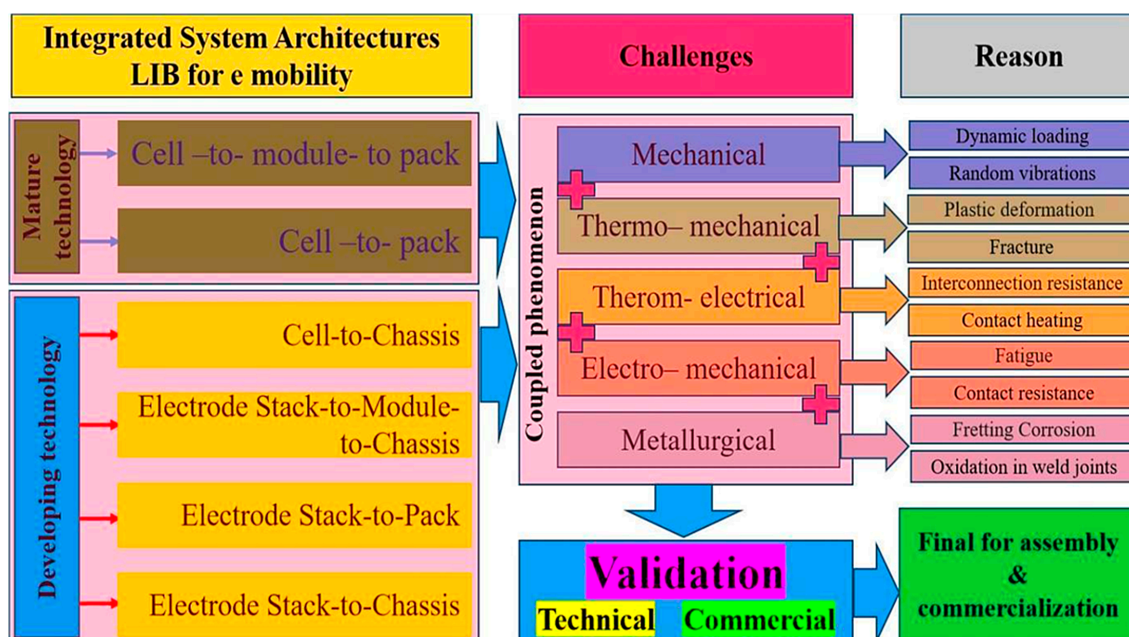 Integrated System Architectures
LIB for e mobility
Challenges
Reason
Mature
technology
Cell –to- module- to pack
Cell –to- pack
Developing technology
Cell-to-Chassis
Electrode Stack-to-Module-
to-Chassis
Electrode Stack-to-Pack
Electrode Stack-to-Chassis
Coupled phenomenon
Mechanical
Thermo– mechanical
Therom- electrical
Electro– mechanical
Metallurgical
Dynamic loading
Random vibrations
Plastic deformation
Fracture
Interconnection resistance
Contact heating
Fatigue
Contact resistance
Fretting Corrosion
Oxidation in weld joints
Validation
Technical Commercial
Final for assembly
&
commercialization